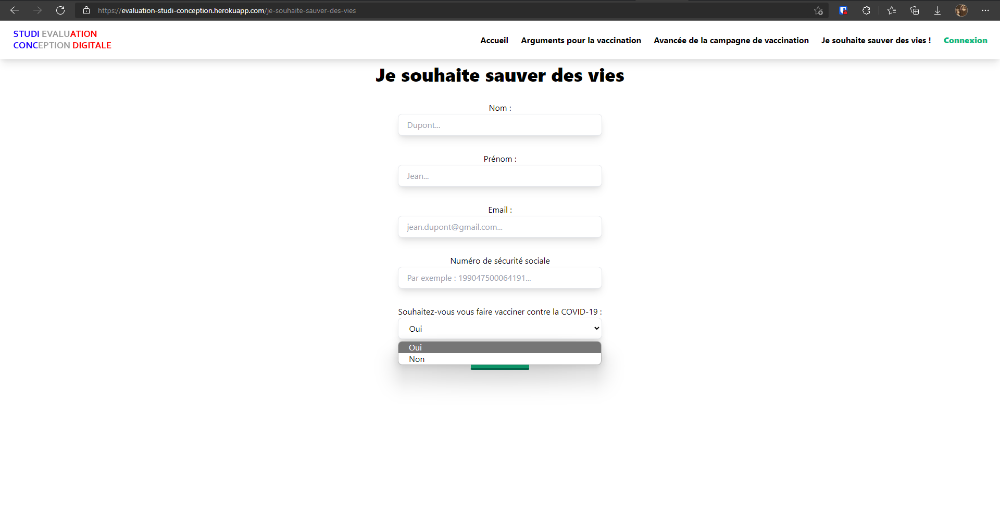 https://evaluation-studi-conception.herokuapp.com/je-souhaite-sauver-des-vies
STUDI EVALUATION
CONCEPTION DIGITALE
Accueil Arguments pour la vaccination Avancée de la campagne de vaccination Je souhaite sauver des vies ! Connexion
Je souhaite sauver des vies
Nom :
Dupont...
Prénom :
Jean...
Email :
jean.dupont@gmail.com...
Numéro de sécurité sociale
Par exemple : 199047500064191...
Souhaitez-vous vous faire vacciner contre la COVID-19 :
Oui
Oui
Non